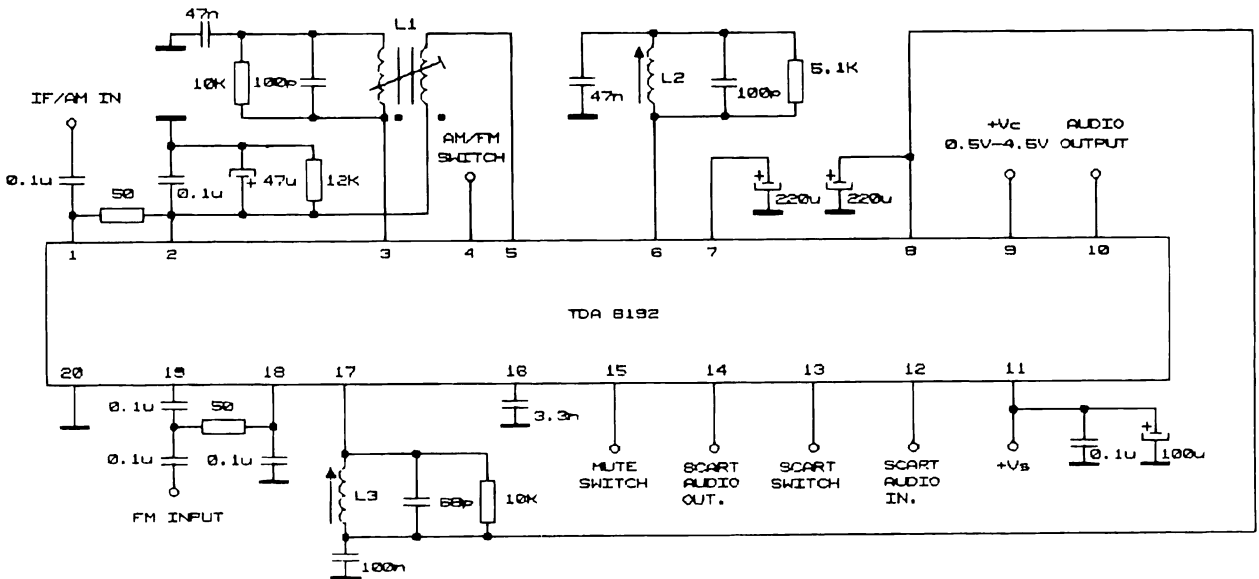 47n
L1
10K
100p
L2
47n
100p
5.1K
IF/AM IN
AM/FM
SWITCH
+Vc
0.5V-4.5V
AUDIO
OUTPUT
0.1u
50
0.1u
47u
+
12K
+
220u
+
220u
1
2
3
4
5
6
7
8
9
10
TDA 8192
20
19
18
17
16
15
14
13
12
11
0.1u
50
0.1u
0.1u
FM INPUT
L3
68p
10K
100n
3.3n
MUTE
SWITCH
SCART
AUDIO
OUT.
SCART
SWITCH
SCART
AUDIO
IN.
+Vs
0.1u
+
100u